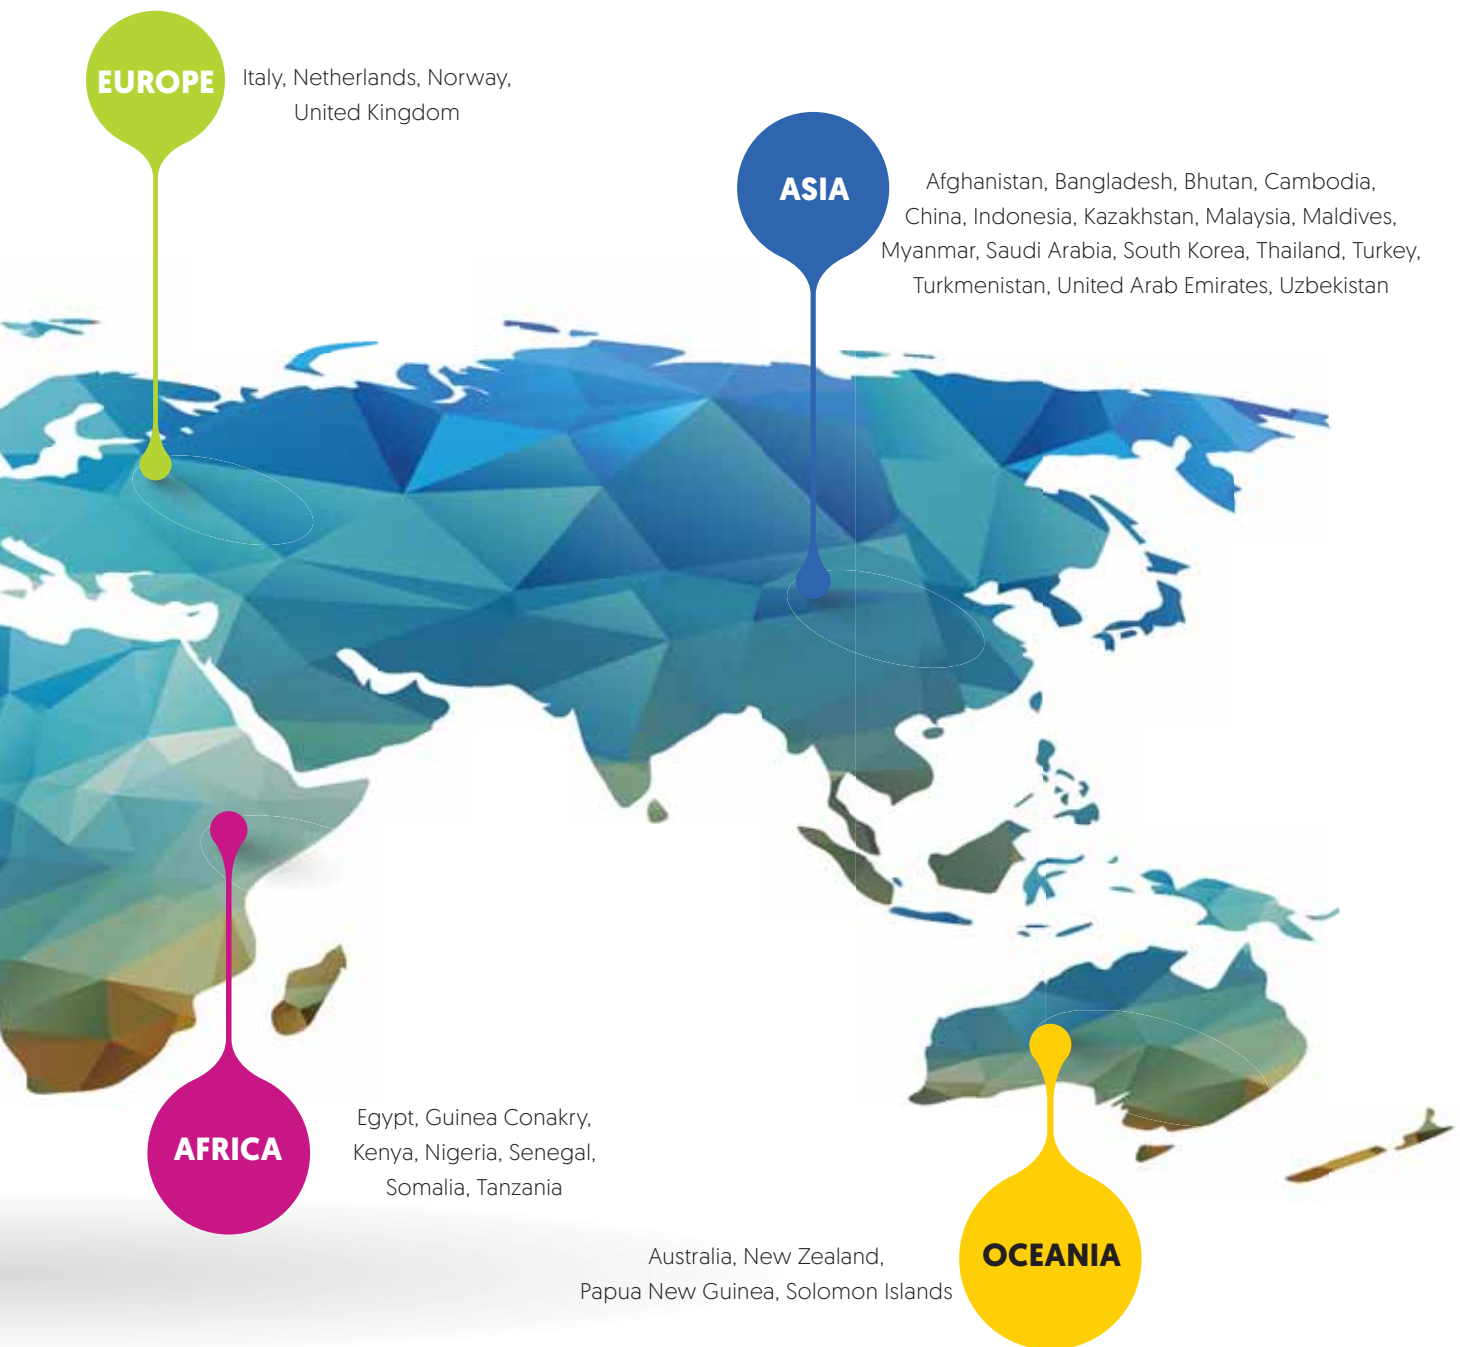 EUROPE
Italy, Netherlands, Norway,
United Kingdom
ASIA
Afghanistan, Bangladesh, Bhutan, Cambodia,
China, Indonesia, Kazakhstan, Malaysia, Maldives,
Myanmar, Saudi Arabia, South Korea, Thailand, Turkey,
Turkmenistan, United Arab Emirates, Uzbekistan
AFRICA
Egypt, Guinea Conakry,
Kenya, Nigeria, Senegal,
Somalia, Tanzania
OCEANIA
Australia, New Zealand,
Papua New Guinea, Solomon Islands